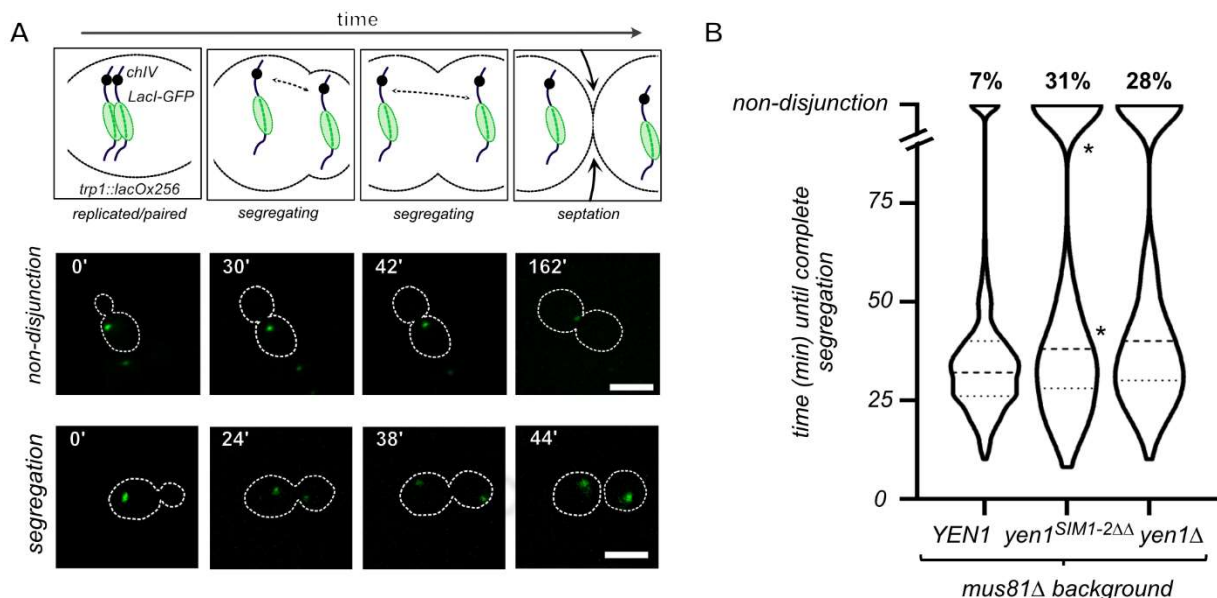 A
time
chIV
LacI-GFP
trp1::lacOx256
replicated/paired
segregating
segregating
septation
non-disjunction
0'
30'
42'
162'
segregation
0'
24'
38'
44'
B
7%
31%
28%
non-disjunction
*
75
time (min) until complete
segregation
50
*
25
0
YEN1
yen1SIM1-2ΔΔ
yen1Δ
mus81Δ background